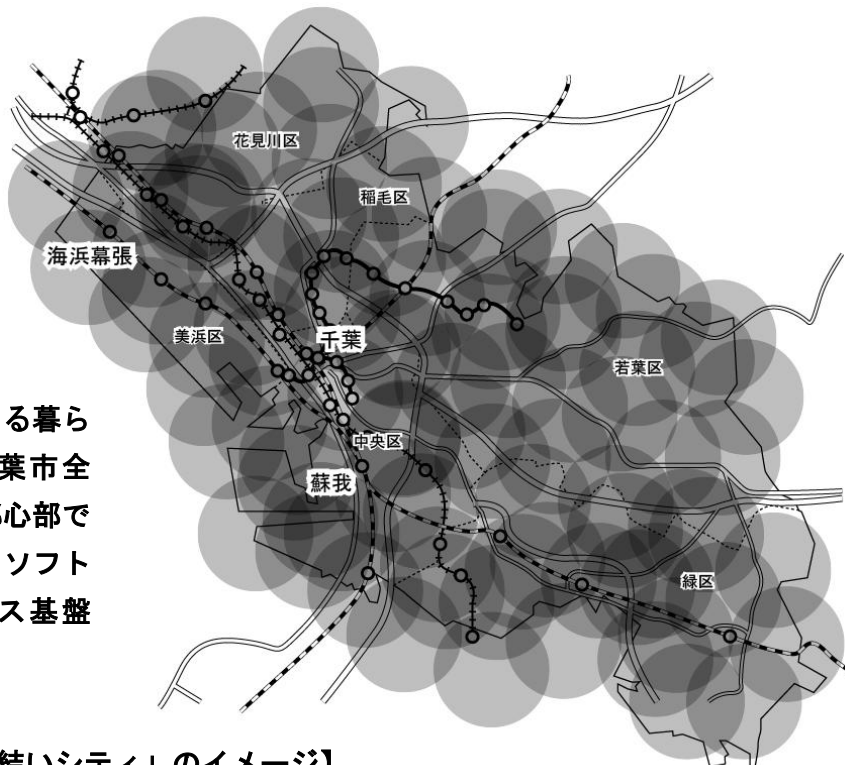 花見川区
稲毛区
海浜幕張
美浜区
千葉
若葉区
る暮ら
葉市全
中央区
蘇我
心部で
ソフト
ス基盤
緑区
結いシティ」のイメージ】